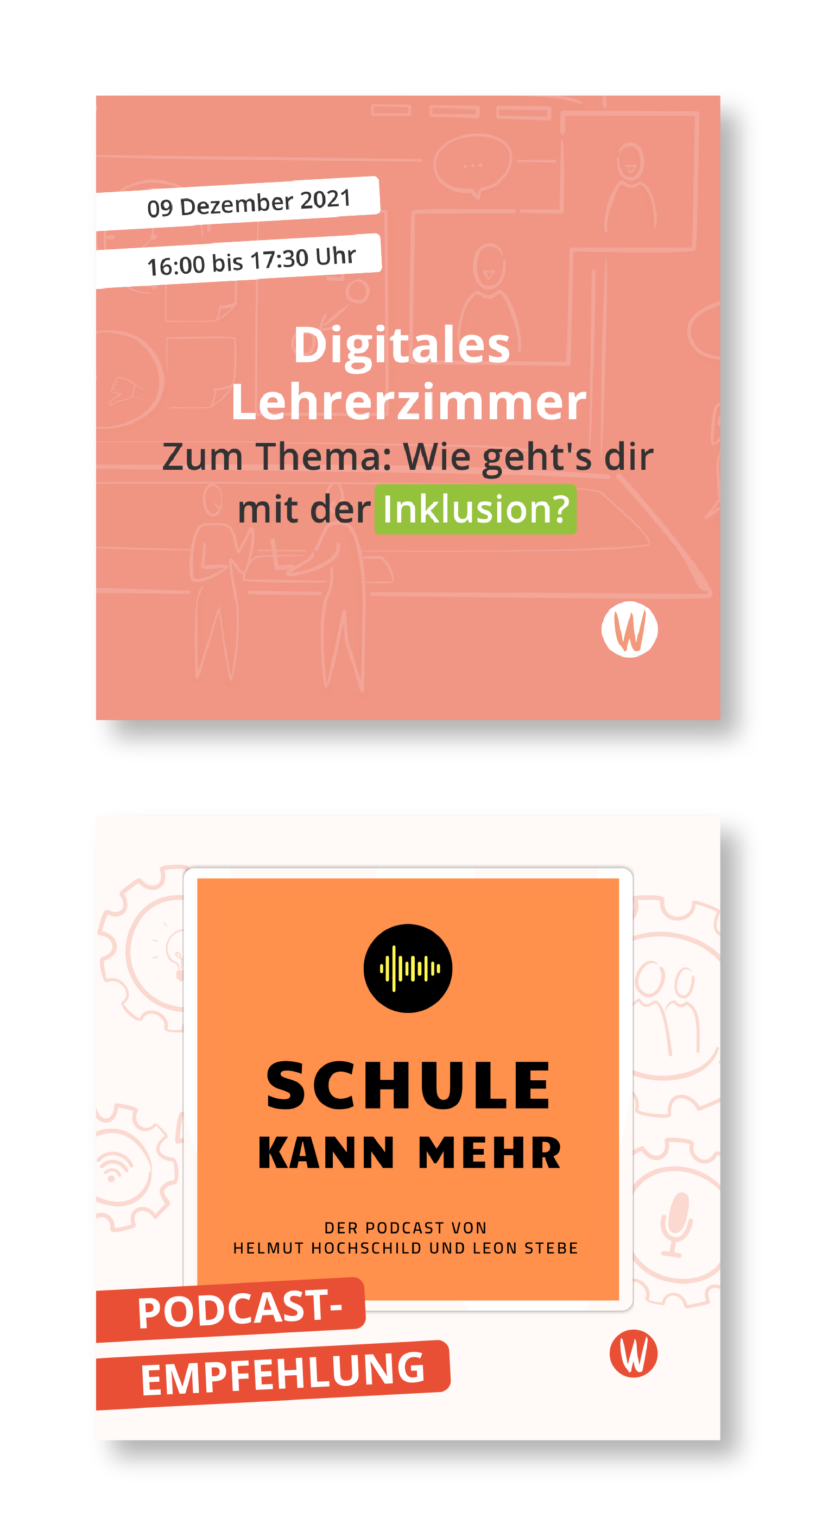 09 Dezember 2021
16:00 bis 17:30 Uhr
Digitales
Lehrerzimmer
Zum Thema: Wie geht's dir
mit der Inklusion?
W
SCHULE
KANN MEHR
DER PODCAST VON
HELMUT HOCHSCHILD UND LEON STEBE
PODCAST-
EMPFEHLUNG
W